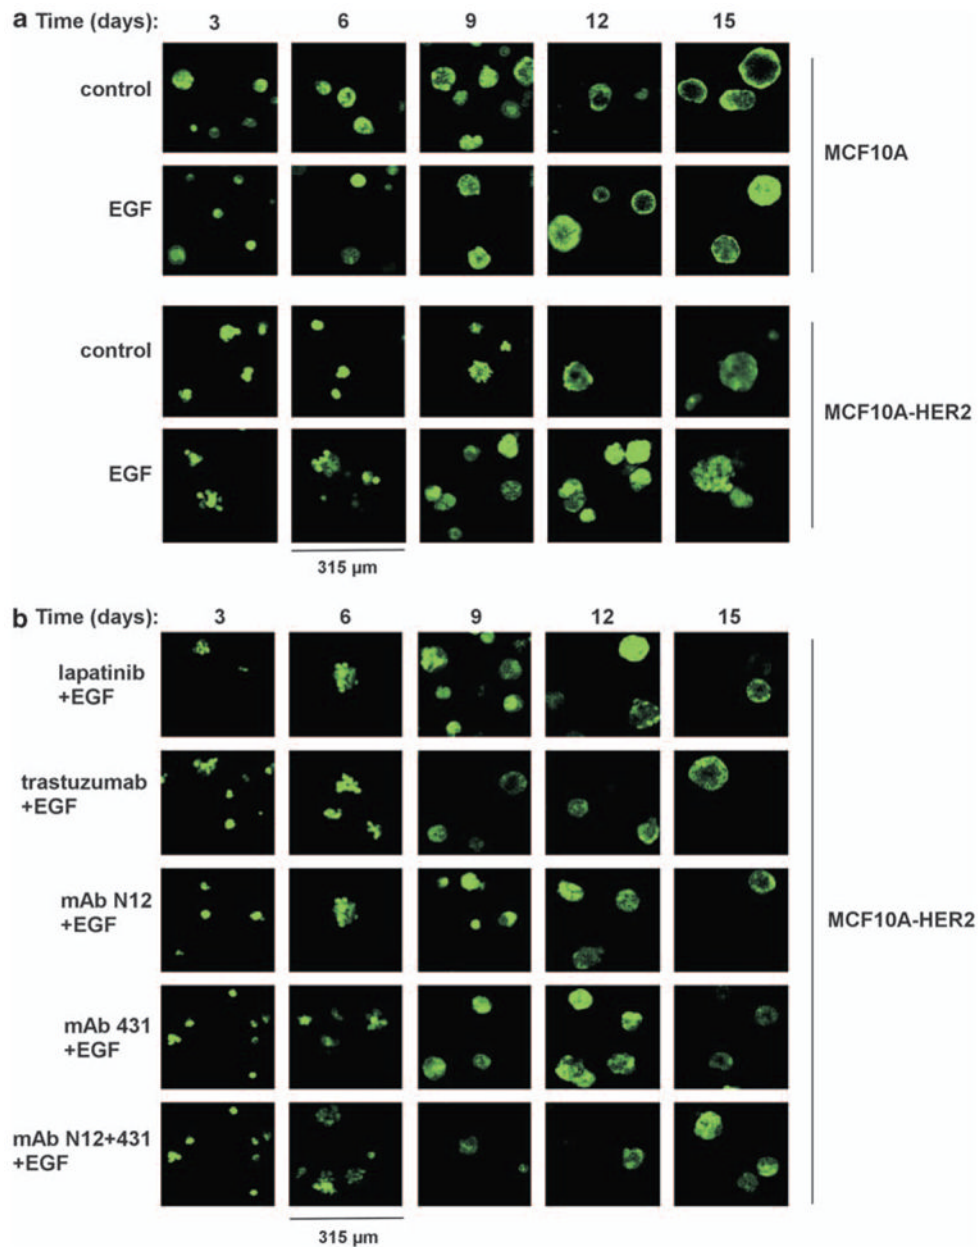 a Time (days): 3 6 9 12 15
control
MCF10A
EGF
control
MCF10A-HER2
EGF
315 μm
b Time (days): 3 6 9 12 15
lapatinib
+EGF
trastuzumab
+EGF
mAb N12
+EGF
MCF10A-HER2
mAb 431
+EGF
mAb N12+431
+EGF
315 μm